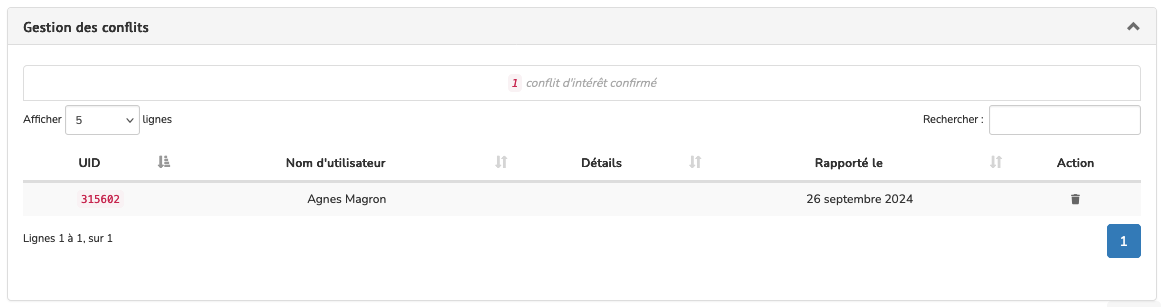 Gestion des conflits
1 conflit d'intérêt confirmé
Afficher 5 lignes Rechercher :
UID Nom d'utilisateur Détails Rapporté le Action
315602 Agnes Magron 26 septembre 2024
Lignes 1 à 1, sur 1 1